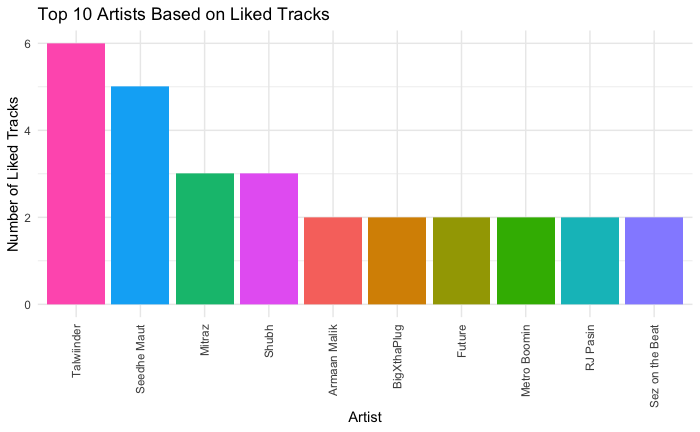 Top 10 Artists Based on Liked Tracks
Number of Liked Tracks
6
4
2
0
Talwiinder
Seedhe Maut
Mitraz
Shubh
Armaan Malik
BigXthaPlug
Future
Metro Boomin
RJ Pasin
Sez on the Beat
Artist